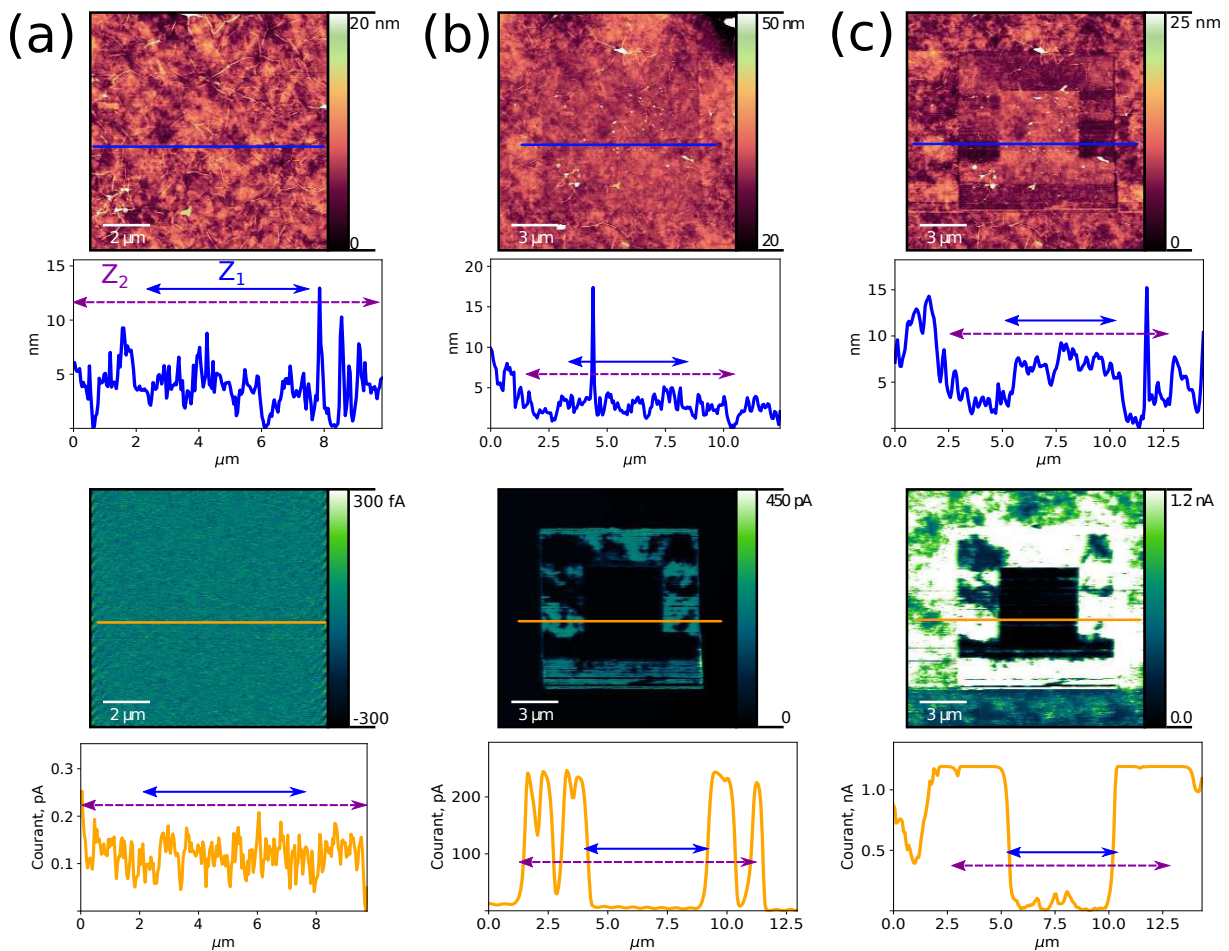 (a)
20 nm
0
2 µm
(b)
50 nm
20
3 µm
(c)
25 nm
0
3 µm
15
10
5
nm
Z₂
Z₁
0
2
4
6
8
µm
20
15
10
5
nm
0.0
2.5
5.0
7.5
10.0
µm
15
10
5
nm
0.0
2.5
5.0
7.5
10.0
12.5
µm
300 fA
-300
2 µm
450 pA
0
3 µm
1.2 nA
0.0
3 µm
0.3
0.2
0.1
Courant, pA
0
2
4
6
8
µm
200
100
Courant, pA
0.0
2.5
5.0
7.5
10.0
12.5
µm
1.0
0.5
Courant, nA
0.0
2.5
5.0
7.5
10.0
12.5
µm